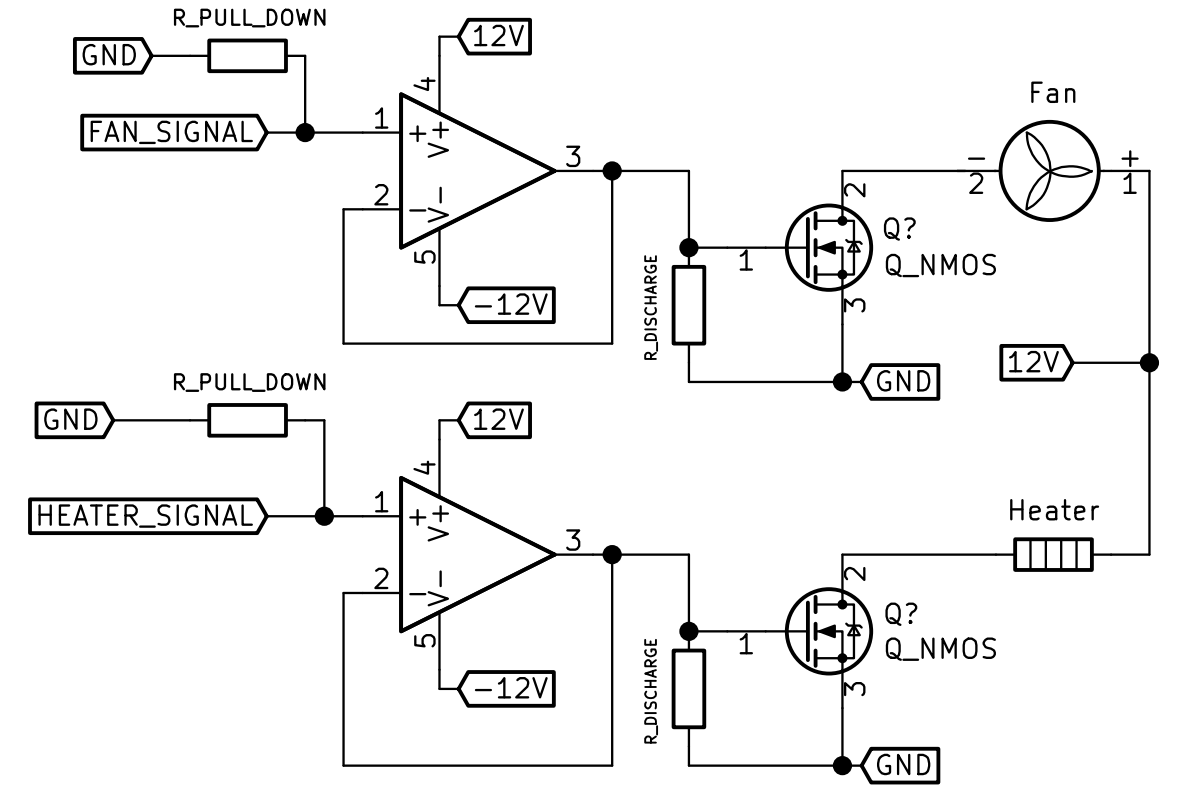 R_PULL_DOWN
GND
12V
FAN_SIGNAL
1
+
V+
4
3
2
−
V−
5
−12V
R_DISCHARGE
1
2
3
Q?
Q_NMOS
GND
Fan
−
2
+
1
12V
R_PULL_DOWN
GND
12V
HEATER_SIGNAL
1
+
V+
4
3
2
−
V−
5
−12V
R_DISCHARGE
1
2
3
Q?
Q_NMOS
GND
Heater